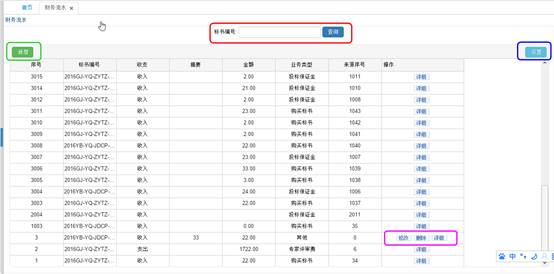 首页 财务流水 ×
财务流水
标书编号 查询
新增 设置
序号 标书编号 收支 摘要 金额 业务类型 来源序号 操作
3015 2016GJ-YQ-ZYTZ-... 收入 2.00 投标保证金 1011 详细
3014 2016GJ-YQ-ZYTZ-... 收入 21.00 投标保证金 1010 详细
3012 2016GJ-YQ-ZYTZ-... 收入 2.00 投标保证金 1008 详细
3011 2016GJ-YQ-ZYTZ-... 收入 23.00 购买标书 1043 详细
3010 2016GJ-YQ-ZYTZ-... 收入 2.00 购买标书 1042 详细
3009 2016GJ-YQ-ZYTZ-... 收入 2.00 购买标书 1041 详细
3008 2016YB-YQ-JDCP-... 收入 22.00 购买标书 1040 详细
3007 2016GJ-YQ-ZYTZ-... 收入 23.00 投标保证金 1007 详细
3006 2016GJ-YQ-ZYTZ-... 收入 33.00 购买标书 1039 详细
3005 2016GJ-YQ-ZYTZ-... 收入 3.00 购买标书 1038 详细
3004 2016YB-YQ-JDCP-... 收入 24.00 投标保证金 1006 详细
3003 2016YB-YQ-JDCP-... 收入 22.00 购买标书 1037 详细
2004 2016GJ-YQ-ZYTZ-... 收入 投标保证金 2011 详细
1003 2016YB-YQ-JDCP-... 收入 0.00 购买标书 35 详细
3 2016YB-YQ-JDCP-... 收入 33 22.00 其他 0 修改 删除 详细
2 2016GJ-YQ-ZYTZ-... 支出 1722.00 专家评审费 6 详细
1 2016GJ-YQ-ZYTZ-... 收入 22.00 购买标书 34 详细
中